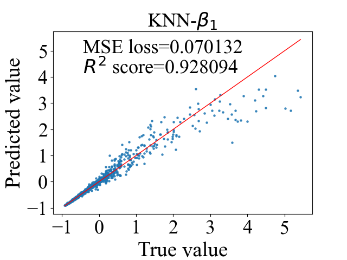 KNN-β₁
MSE loss=0.070132
R² score=0.928094
Predicted value
5
4
3
2
1
0
−1
−1 0 1 2 3 4 5
True value